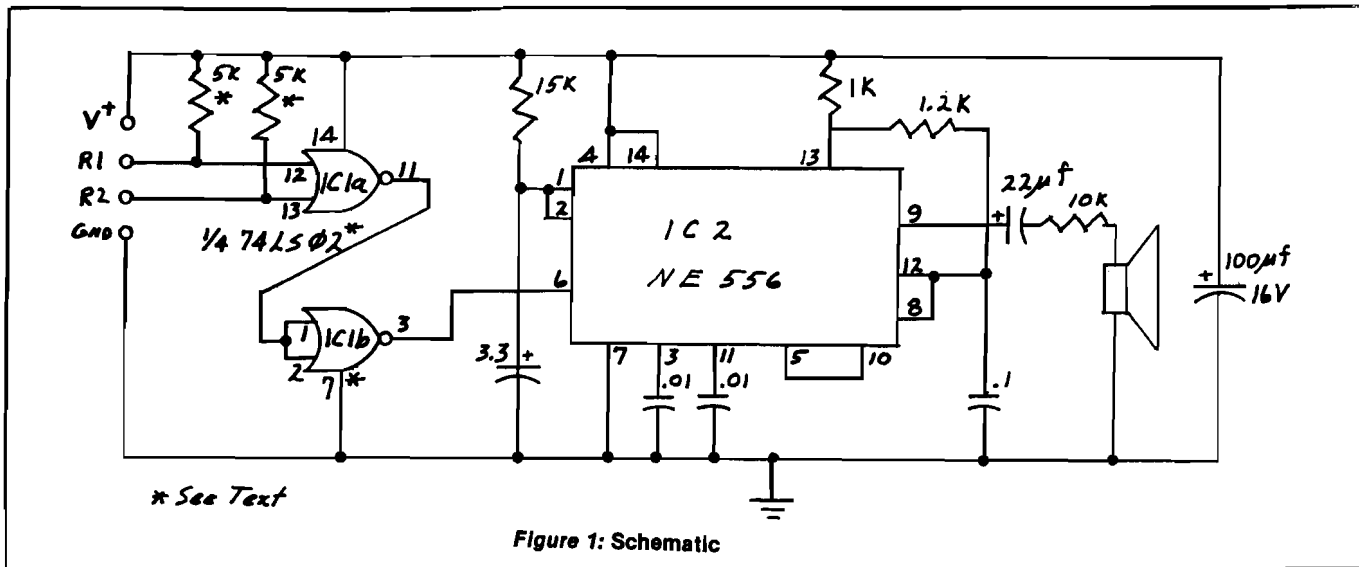 5K
*
5K
*
15K
1K
1.2K
V+
R1
R2
GND
14
12
13
IC1a
11
1/4 74LSØ2*
1
2
IC1b
3
7
*
3.3 +
4
14
13
1
2
6
IC 2
NE 556
9
12
8
7
3
11
5
10
.01
.01
22µf
+
10K
.1
+
100µf
16V
* See Text
Figure 1: Schematic